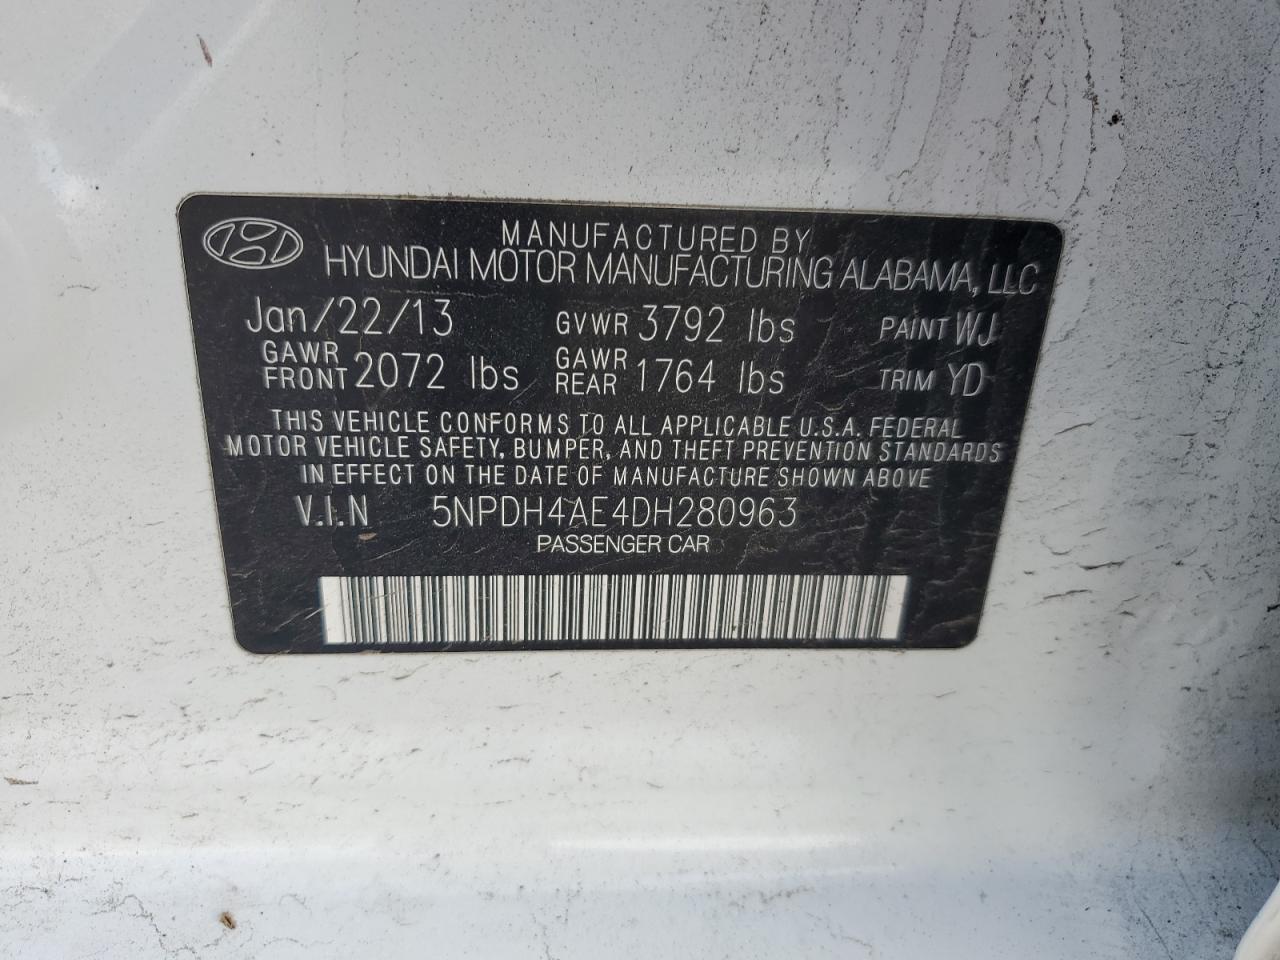 MANUFACTURED BY
HYUNDAI MOTOR MANUFACTURING ALABAMA, LLC
Jan/22/13 GVWR 3792 lbs PAINT WJ
GAWR FRONT 2072 lbs GAWR REAR 1764 lbs TRIM YD
THIS VEHICLE CONFORMS TO ALL APPLICABLE U.S.A. FEDERAL
MOTOR VEHICLE SAFETY, BUMPER, AND THEFT PREVENTION STANDARDS
IN EFFECT ON THE DATE OF MANUFACTURE SHOWN ABOVE
V.I.N 5NPDH4AE4DH280963
PASSENGER CAR